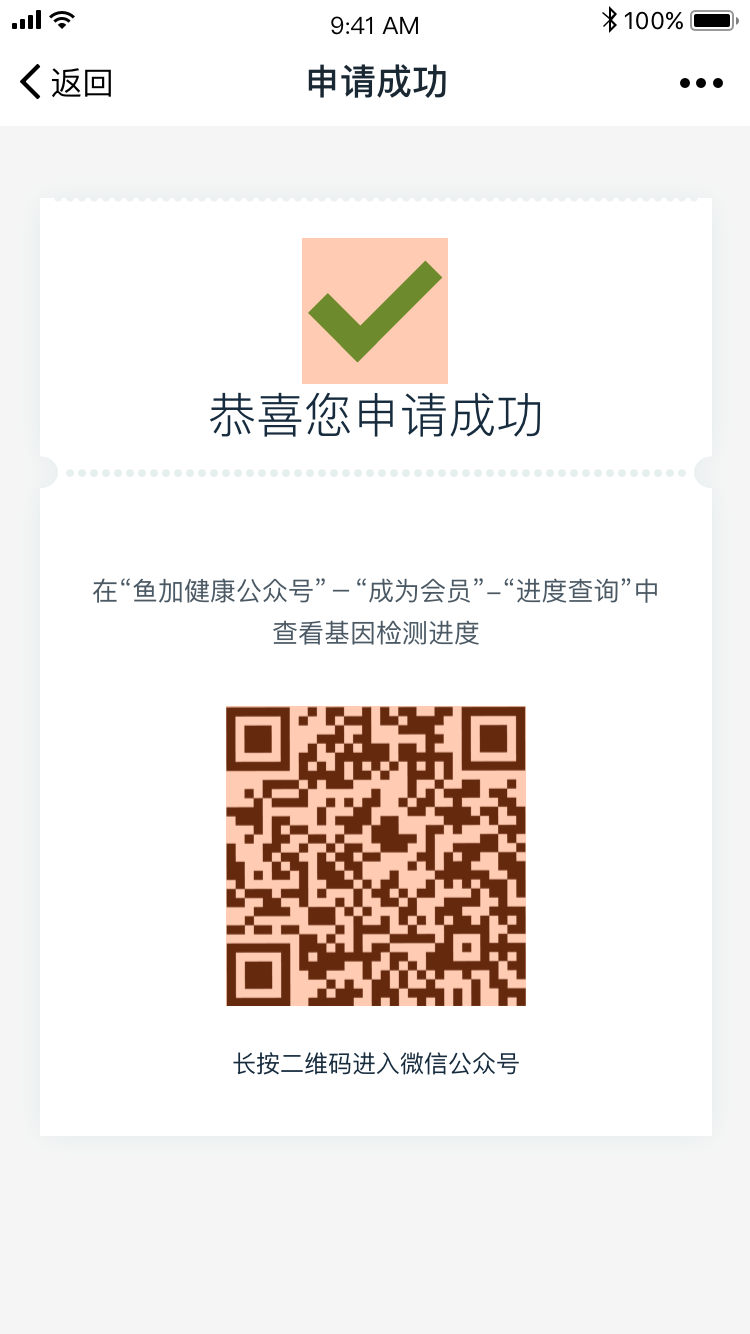 9:41 AM
100%
返回
申请成功
恭喜您申请成功
在“鱼加健康公众号”－“成为会员”–“进度查询”中
查看基因检测进度
长按二维码进入微信公众号